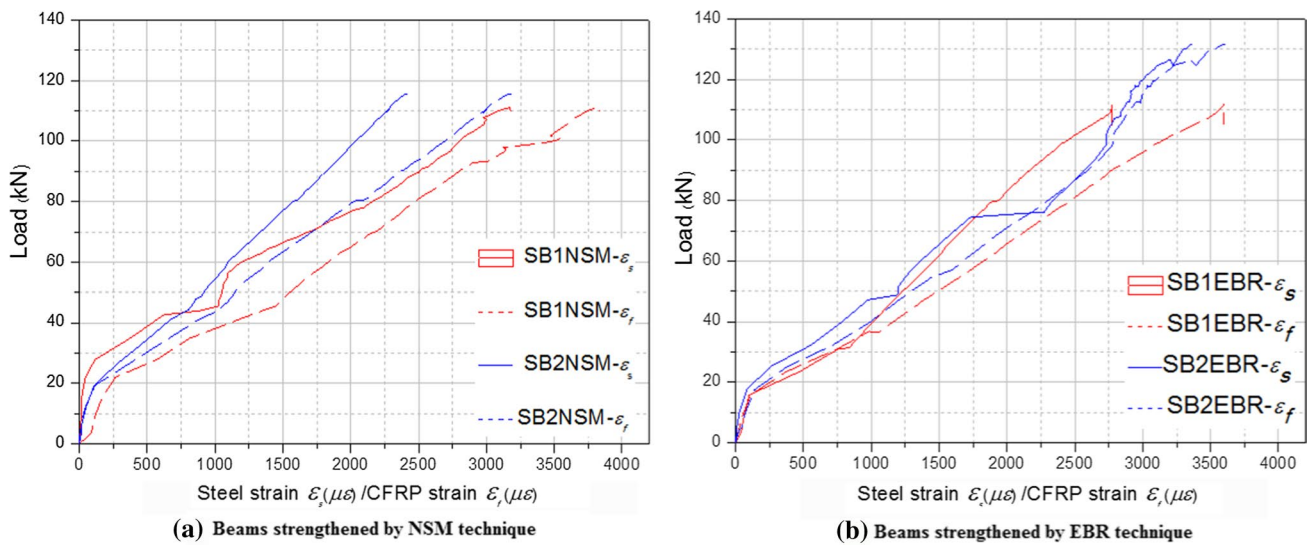 140
120
100
80
60
40
20
0
Load (kN)
SB1NSM-εs
SB1NSM-εf
SB2NSM-εs
SB2NSM-εf
0 500 1000 1500 2000 2500 3000 3500 4000
Steel strain εs(με) /CFRP strain εf(με)
(a) Beams strengthened by NSM technique
140
120
100
80
60
40
20
0
Load (kN)
SB1EBR-εs
SB1EBR-εf
SB2EBR-εs
SB2EBR-εf
0 500 1000 1500 2000 2500 3000 3500 4000
Steel strain εs(με) /CFRP strain εf(με)
(b) Beams strengthened by EBR technique